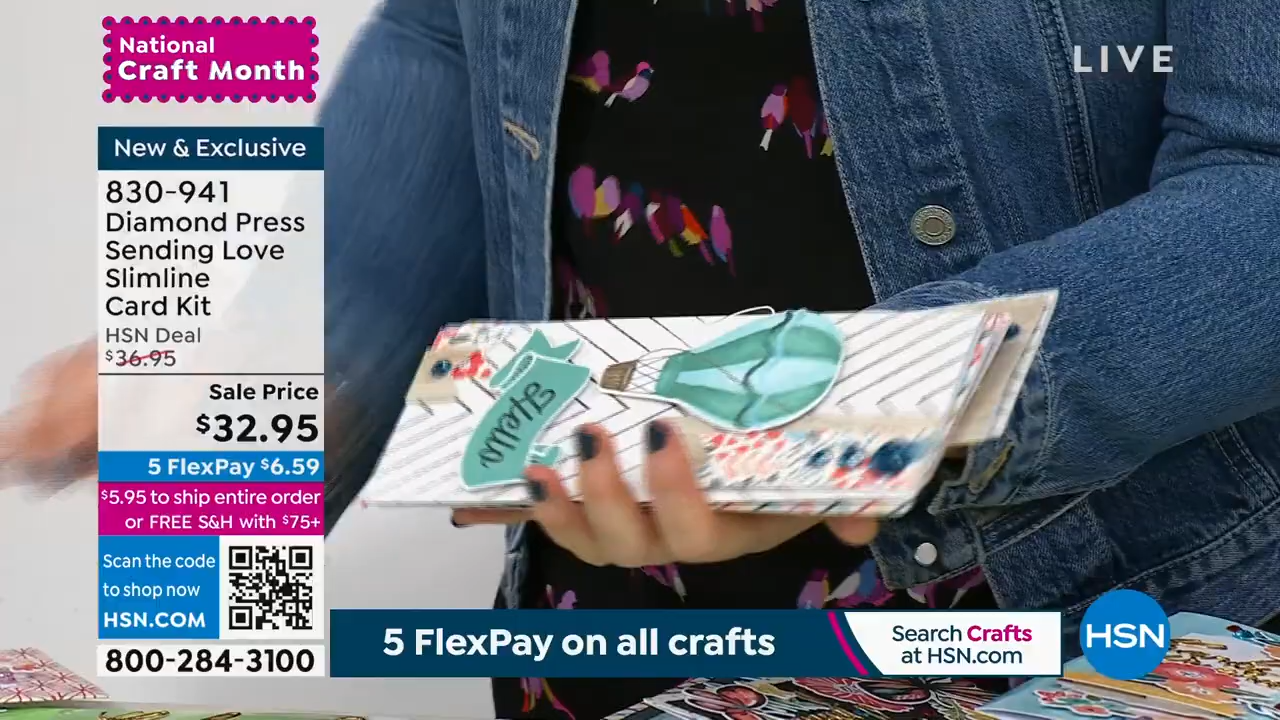 National
Craft Month
LIVE
New & Exclusive
830-941
Diamond Press
Sending Love
Slimline
Card Kit
HSN Deal
$36.95
Sale Price
$32.95
5 FlexPay $6.59
$5.95 to ship entire order
or FREE S&H with $75+
Scan the code
to shop now
HSN.COM
800-284-3100
Hello
5 FlexPay on all crafts
Search Crafts
at HSN.com
HSN